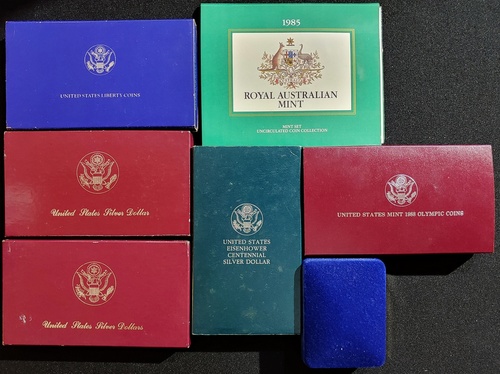 UNITED STATES LIBERTY COINS
1985
ROYAL AUSTRALIAN
MINT
MINT SET
UNCIRCULATED COIN COLLECTION
United States Silver Dollar
UNITED STATES
EISENHOWER
CENTENNIAL
SILVER DOLLAR
UNITED STATES MINT 1988 OLYMPIC COINS
United States Silver Dollars